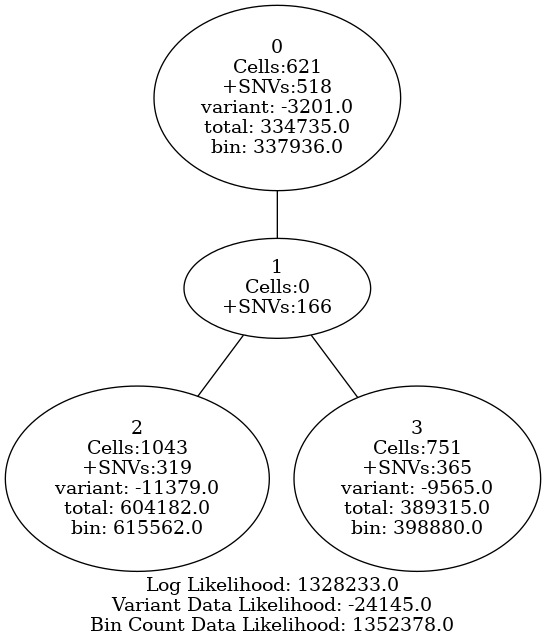 0
Cells:621
+SNVs:518
variant: -3201.0
total: 334735.0
bin: 337936.0
1
Cells:0
+SNVs:166
2
Cells:1043
+SNVs:319
variant: -11379.0
total: 604182.0
bin: 615562.0
3
Cells:751
+SNVs:365
variant: -9565.0
total: 389315.0
bin: 398880.0
Log Likelihood: 1328233.0
Variant Data Likelihood: -24145.0
Bin Count Data Likelihood: 1352378.0